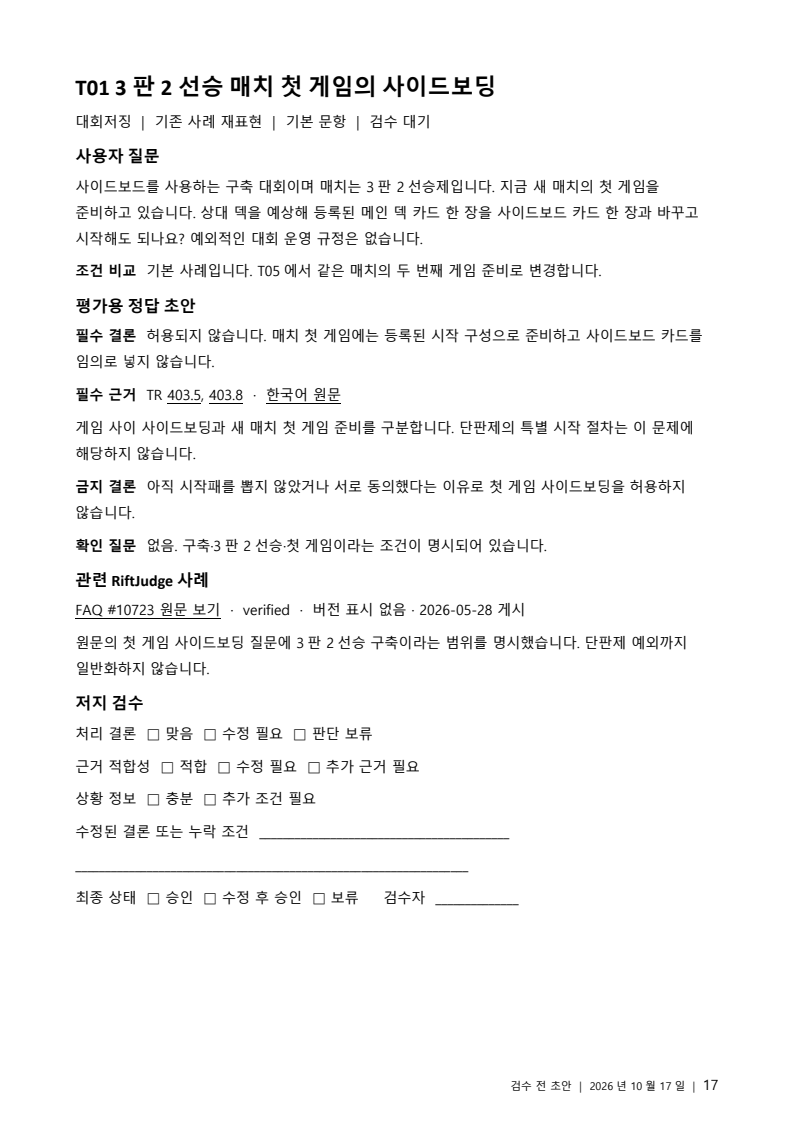 T01 3 판 2 선승 매치 첫 게임의 사이드보딩
대회저징 | 기존 사례 재표현 | 기본 문항 | 검수 대기
사용자 질문
사이드보드를 사용하는 구축 대회이며 매치는 3 판 2 선승제입니다. 지금 새 매치의 첫 게임을
준비하고 있습니다. 상대 덱을 예상해 등록된 메인 덱 카드 한 장을 사이드보드 카드 한 장과 바꾸고
시작해도 되나요? 예외적인 대회 운영 규정은 없습니다.
조건 비교 기본 사례입니다. T05 에서 같은 매치의 두 번째 게임 준비로 변경합니다.
평가용 정답 초안
필수 결론 허용되지 않습니다. 매치 첫 게임에는 등록된 시작 구성으로 준비하고 사이드보드 카드를
임의로 넣지 않습니다.
필수 근거 TR 403.5, 403.8 · 한국어 원문
게임 사이 사이드보딩과 새 매치 첫 게임 준비를 구분합니다. 단판제의 특별 시작 절차는 이 문제에
해당하지 않습니다.
금지 결론 아직 시작패를 뽑지 않았거나 서로 동의했다는 이유로 첫 게임 사이드보딩을 허용하지
않습니다.
확인 질문 없음. 구축·3 판 2 선승·첫 게임이라는 조건이 명시되어 있습니다.
관련 RiftJudge 사례
FAQ #10723 원문 보기 · verified · 버전 표시 없음 · 2026-05-28 게시
원문의 첫 게임 사이드보딩 질문에 3 판 2 선승 구축이라는 범위를 명시했습니다. 단판제 예외까지
일반화하지 않습니다.
저지 검수
처리 결론 □ 맞음 □ 수정 필요 □ 판단 보류
근거 적합성 □ 적합 □ 수정 필요 □ 추가 근거 필요
상황 정보 □ 충분 □ 추가 조건 필요
수정된 결론 또는 누락 조건 ______________________________
최종 상태 □ 승인 □ 수정 후 승인 □ 보류 검수자 __________
검수 전 초안 | 2026 년 10 월 17 일 | 17